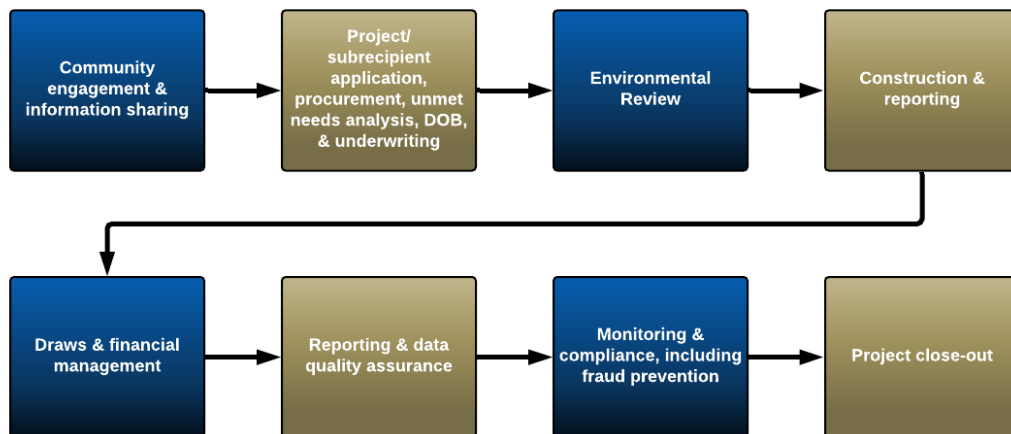 Community
engagement &
information sharing
Project/
subrecipient
application,
procurement, unmet
needs analysis, DOB,
& underwriting
Environmental
Review
Construction &
reporting
Draws & financial
management
Reporting & data
quality assurance
Monitoring &
compliance, including
fraud prevention
Project close-out